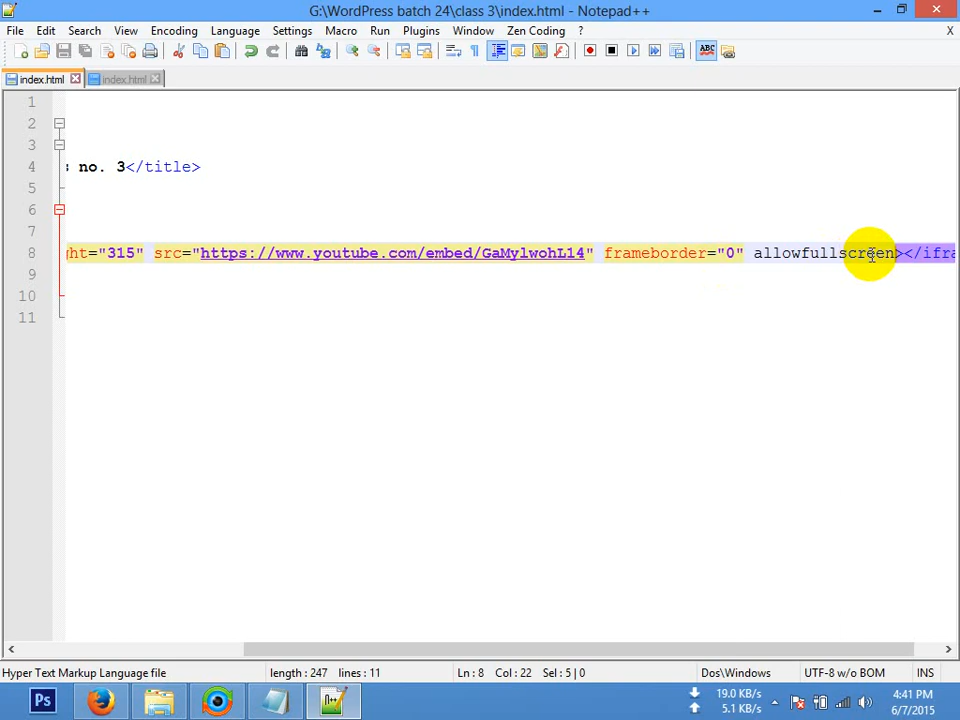 G:\WordPress batch 24\class 3\index.html - Notepad++
File Edit Search View Encoding Language Settings Macro Run Plugins Window Zen Coding ? X
index.html index.html
1
2
3
4 no. 3</title>
5
6
7
8 ght="315" src="https://www.youtube.com/embed/GaMylwohL14" frameborder="0" allowfullscreen></ifra
9
10
11
Hyper Text Markup Language file length : 247 lines : 11 Ln : 8 Col : 22 Sel : 5 | 0 Dos\Windows UTF-8 w/o BOM INS
19.0 KB/s 4:41 PM
5.1 KB/s 6/7/2015